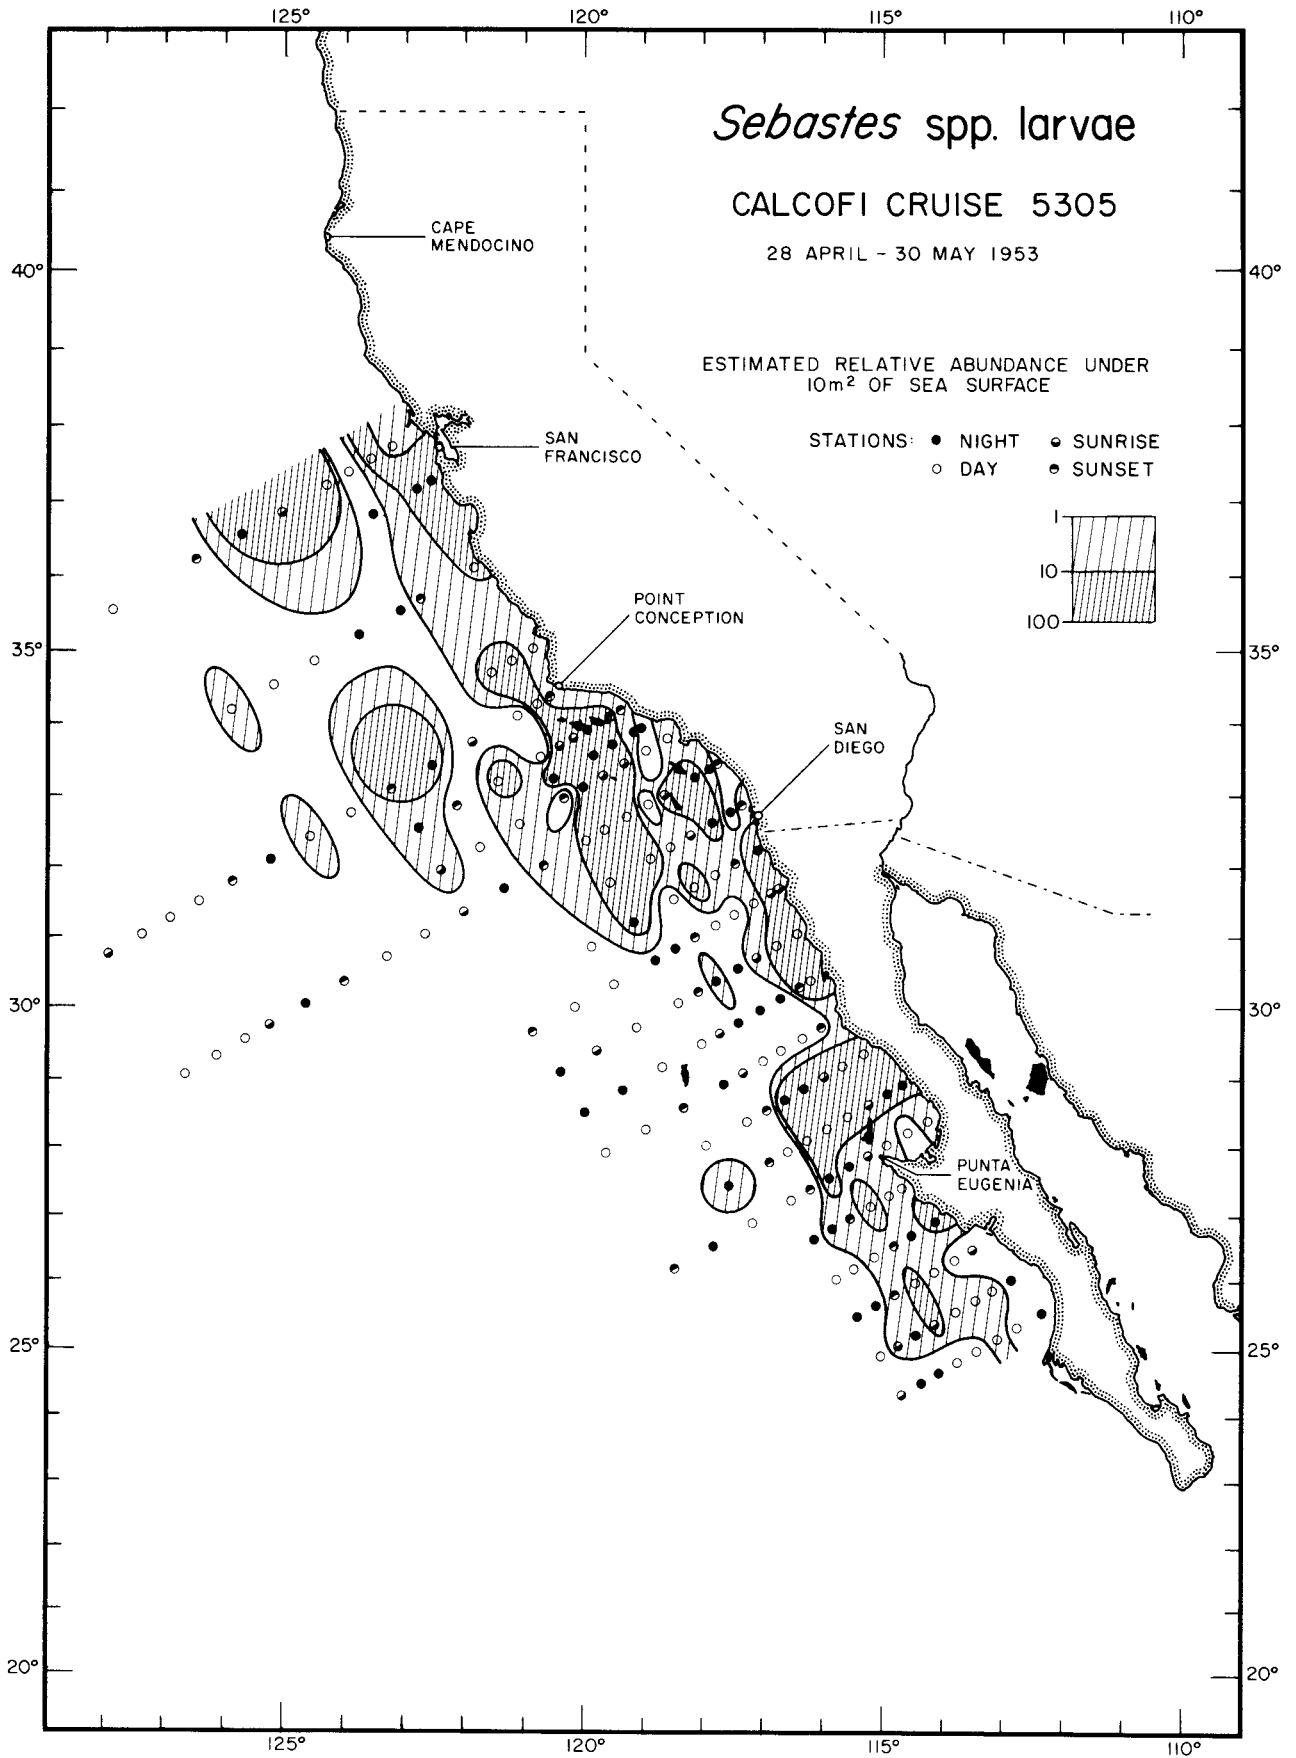 125° 120° 115° 110°
Sebastes spp. larvae
CALCOFI CRUISE 5305
28 APRIL – 30 MAY 1953
CAPE
MENDOCINO
40° 40°
ESTIMATED RELATIVE ABUNDANCE UNDER
10m² OF SEA SURFACE
STATIONS: NIGHT SUNRISE
DAY SUNSET
SAN
FRANCISCO
1
10
100
POINT
CONCEPTION
35° 35°
SAN
DIEGO
30° 30°
PUNTA
EUGENIA
25° 25°
20° 20°
125° 120° 115° 110°